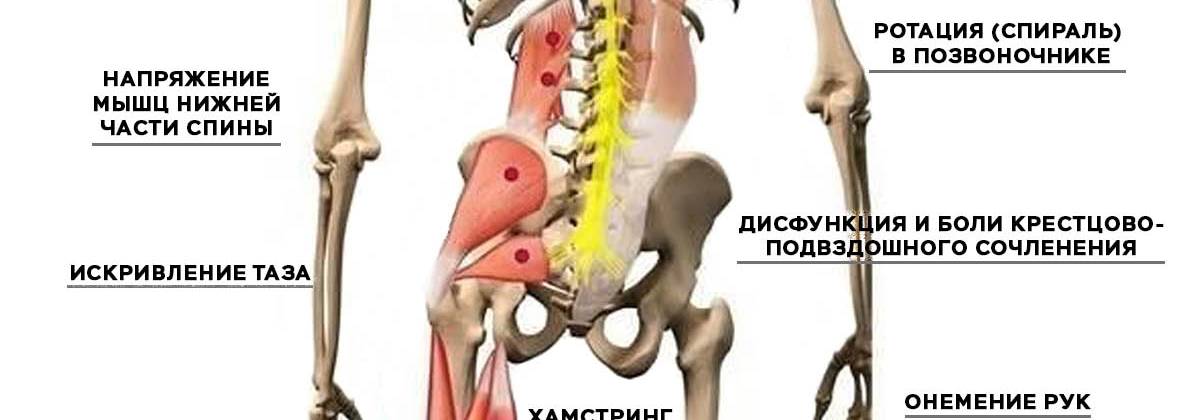 РОТАЦИЯ (СПИРАЛЬ)
В ПОЗВОНОЧНИКЕ
НАПРЯЖЕНИЕ
МЫШЦ НИЖНЕЙ
ЧАСТИ СПИНЫ
ДИСФУНКЦИЯ И БОЛИ КРЕСТЦОВО-
ПОДВЗДОШНОГО СОЧЛЕНЕНИЯ
ИСКРИВЛЕНИЕ ТАЗА
ОНЕМЕНИЕ РУК
ХАМСТРИНГ